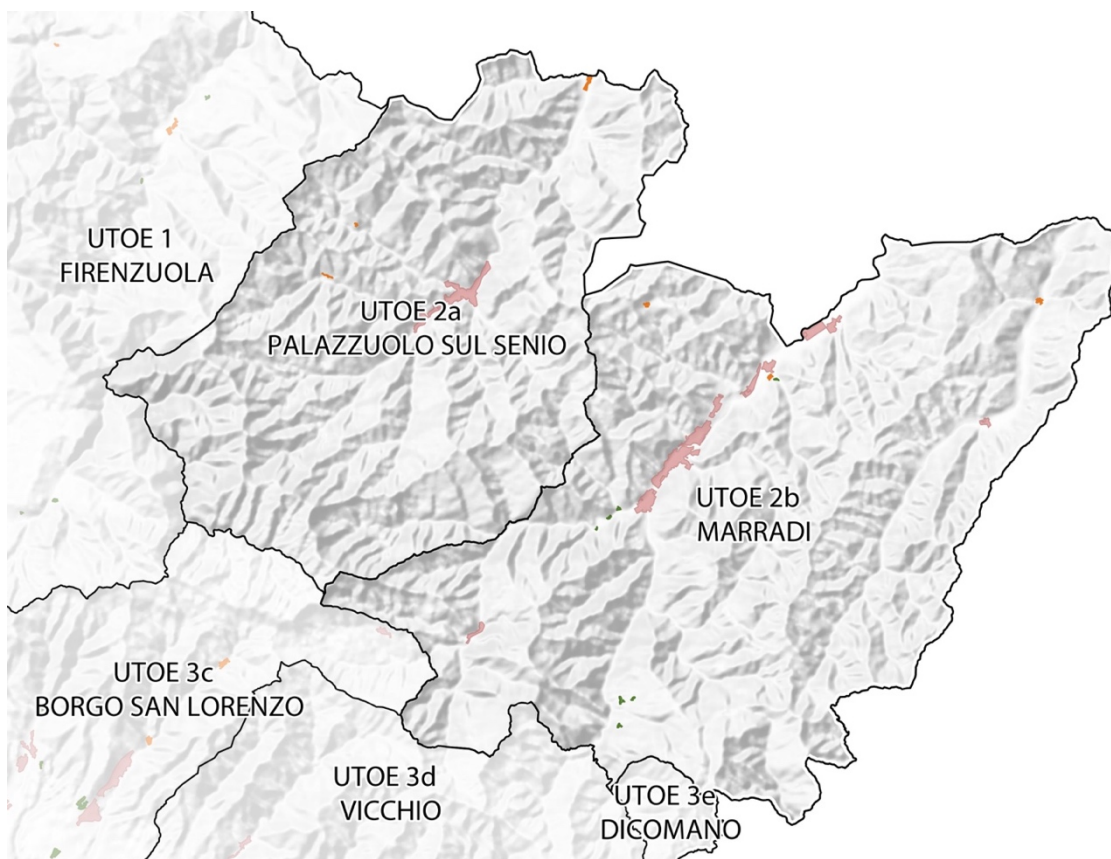 UTOE 1
FIRENZUOLA
UTOE 2a
PALAZZUOLO SUL SENIO
UTOE 2b
MARRADI
UTOE 3c
BORGO SAN LORENZO
UTOE 3d
VICCHIO
UTOE 3e
DICOMANO